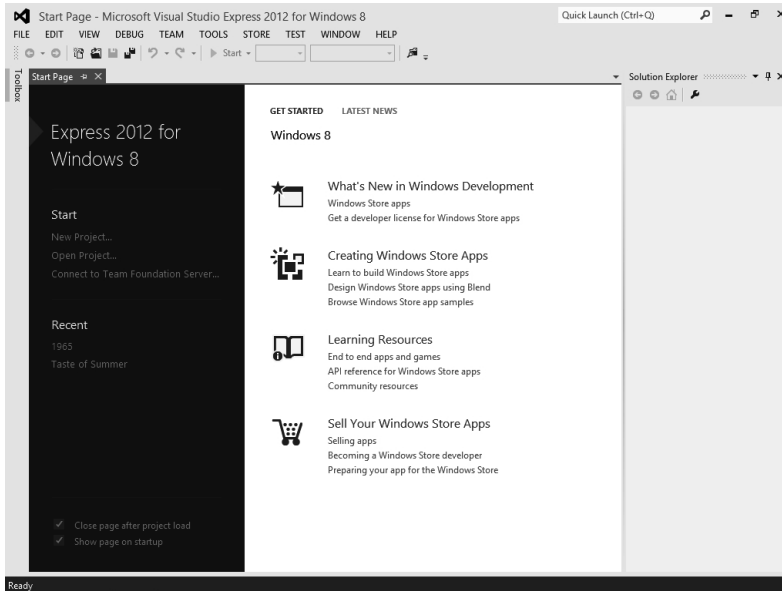 Start Page - Microsoft Visual Studio Express 2012 for Windows 8
Quick Launch (Ctrl+Q)
FILE EDIT VIEW DEBUG TEAM TOOLS STORE TEST WINDOW HELP
Start
Toolbox
Start Page
Solution Explorer
Express 2012 for
Windows 8
Start
New Project...
Open Project...
Connect to Team Foundation Server...
Recent
1965
Taste of Summer
Close page after project load
Show page on startup
GET STARTED LATEST NEWS
Windows 8
What's New in Windows Development
Windows Store apps
Get a developer license for Windows Store apps
Creating Windows Store Apps
Learn to build Windows Store apps
Design Windows Store apps using Blend
Browse Windows Store app samples
Learning Resources
End to end apps and games
API reference for Windows Store apps
Community resources
Sell Your Windows Store Apps
Selling apps
Becoming a Windows Store developer
Preparing your app for the Windows Store
Ready